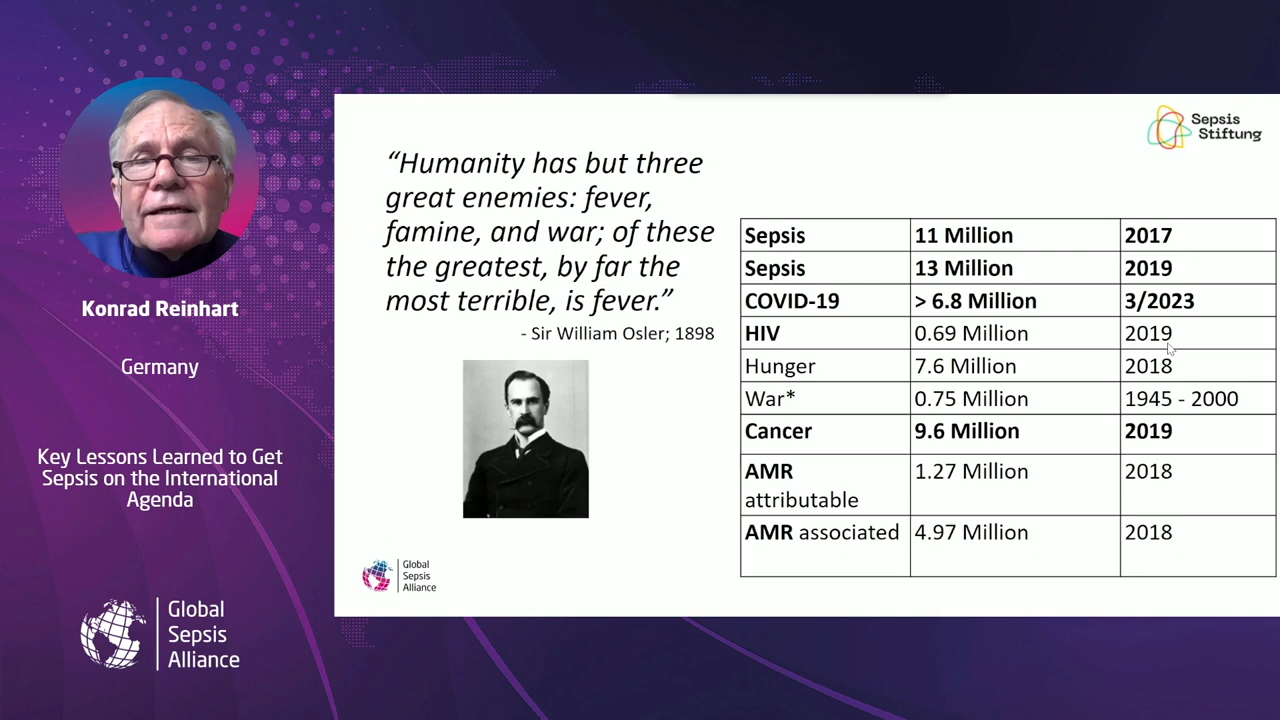 Konrad Reinhart
Germany
Key Lessons Learned to Get
Sepsis on the International
Agenda
Global
Sepsis
Alliance
Sepsis
Stiftung
“Humanity has but three
great enemies: fever,
famine, and war; of these
the greatest, by far the
most terrible, is fever.”
- Sir William Osler; 1898
Sepsis 11 Million 2017
Sepsis 13 Million 2019
COVID-19 > 6.8 Million 3/2023
HIV 0.69 Million 2019
Hunger 7.6 Million 2018
War* 0.75 Million 1945 - 2000
Cancer 9.6 Million 2019
AMR 1.27 Million 2018
attributable
AMR associated 4.97 Million 2018
Global
Sepsis
Alliance